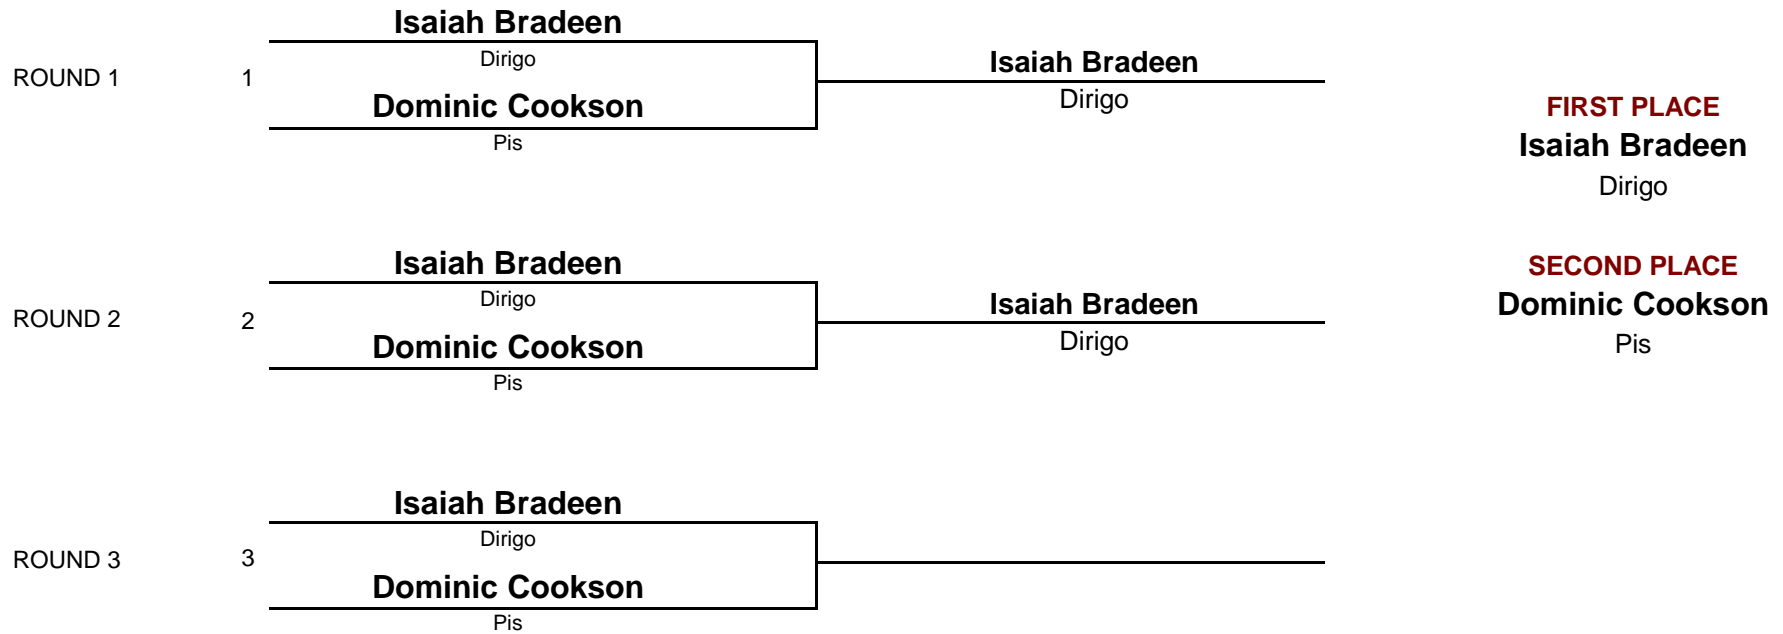 Isaiah Bradeen
Dirigo
ROUND 1
1
Dominic Cookson
Pis
Isaiah Bradeen
Dirigo
FIRST PLACE
Isaiah Bradeen
Dirigo
Isaiah Bradeen
Dirigo
ROUND 2
2
Dominic Cookson
Pis
Isaiah Bradeen
Dirigo
SECOND PLACE
Dominic Cookson
Pis
Isaiah Bradeen
Dirigo
ROUND 3
3
Dominic Cookson
Pis